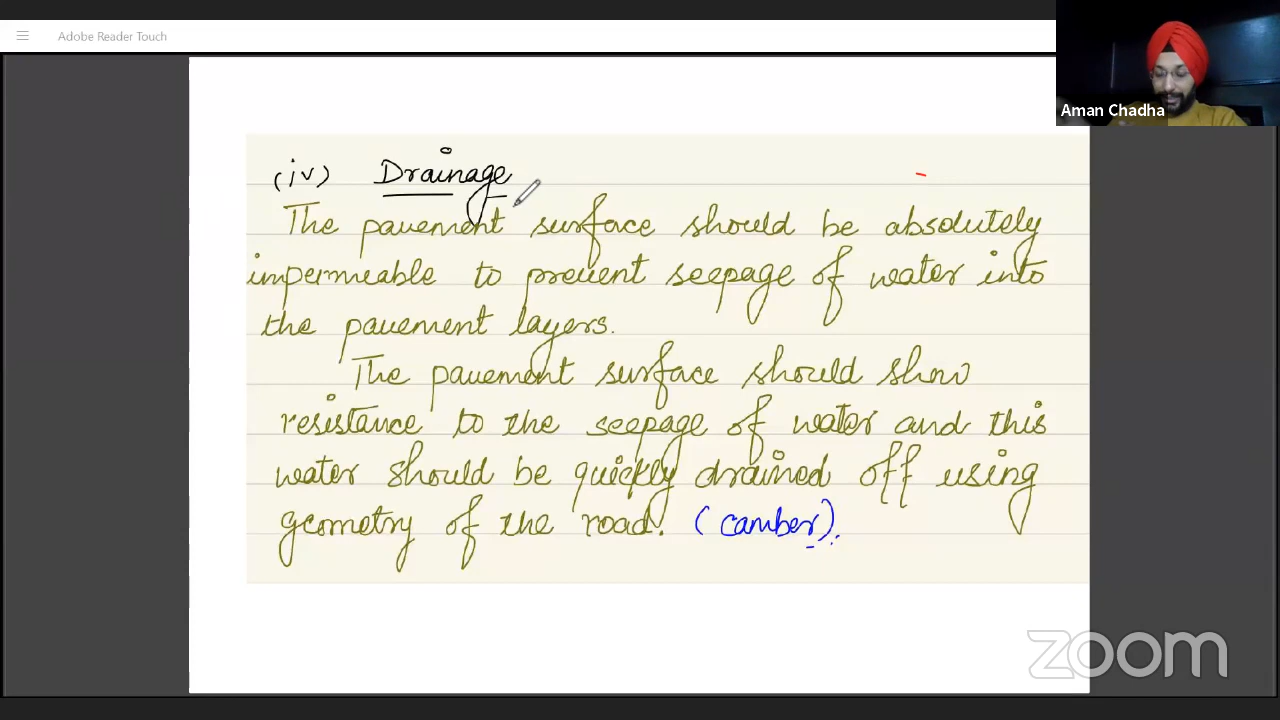 Adobe Reader Touch
Aman Chadha
(iv) Drainage
The pavement surface should be absolutely
impermeable to prevent seepage of water into
the pavement layers.
The pavement surface should show
resistance to the seepage of water and this
water should be quickly drained off using
geometry of the road. (camber).
zoom